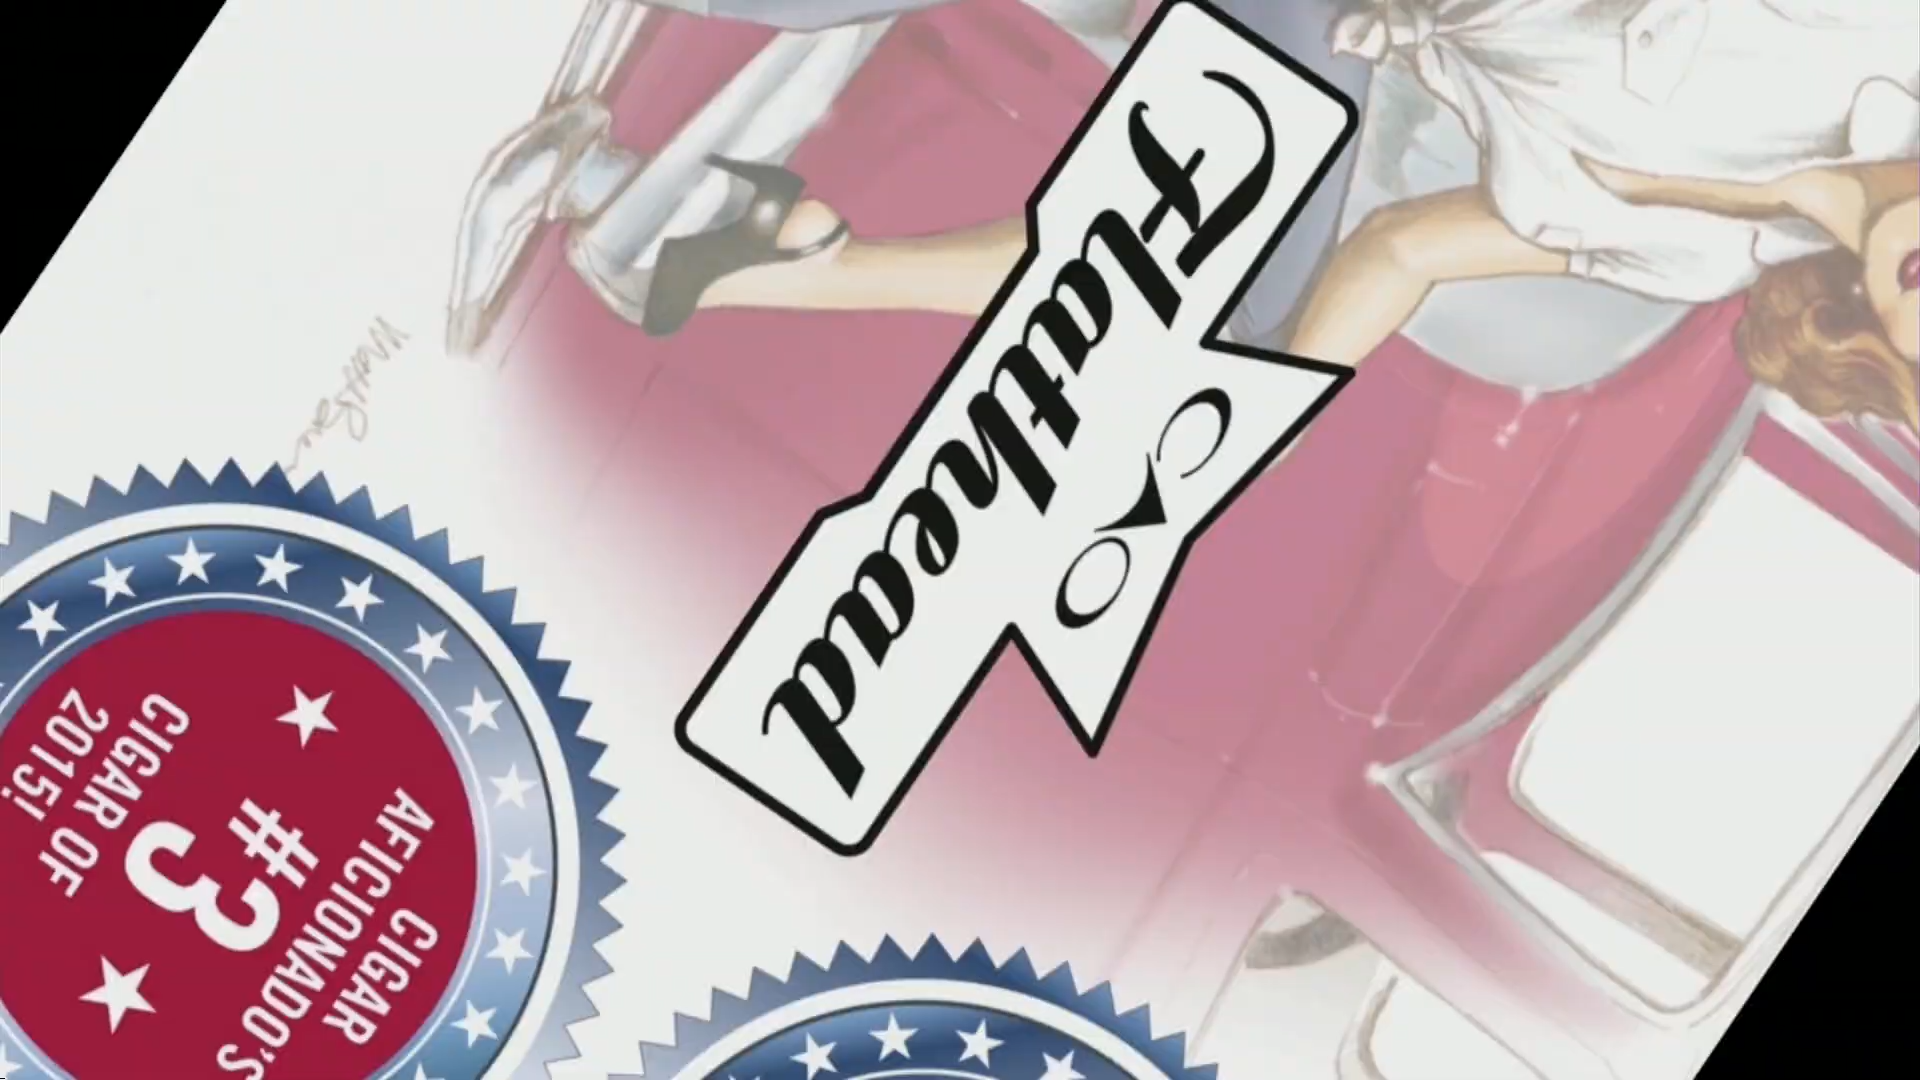 CAO
Flathead
CIGAR
AFICIONADO'S
#3
CIGAR OF
2015!